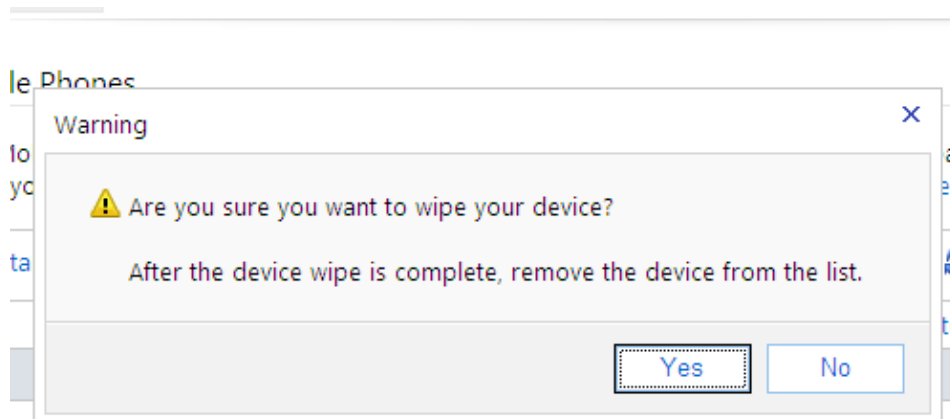 Phones
Warning
Are you sure you want to wipe your device?
After the device wipe is complete, remove the device from the list.
Yes
No